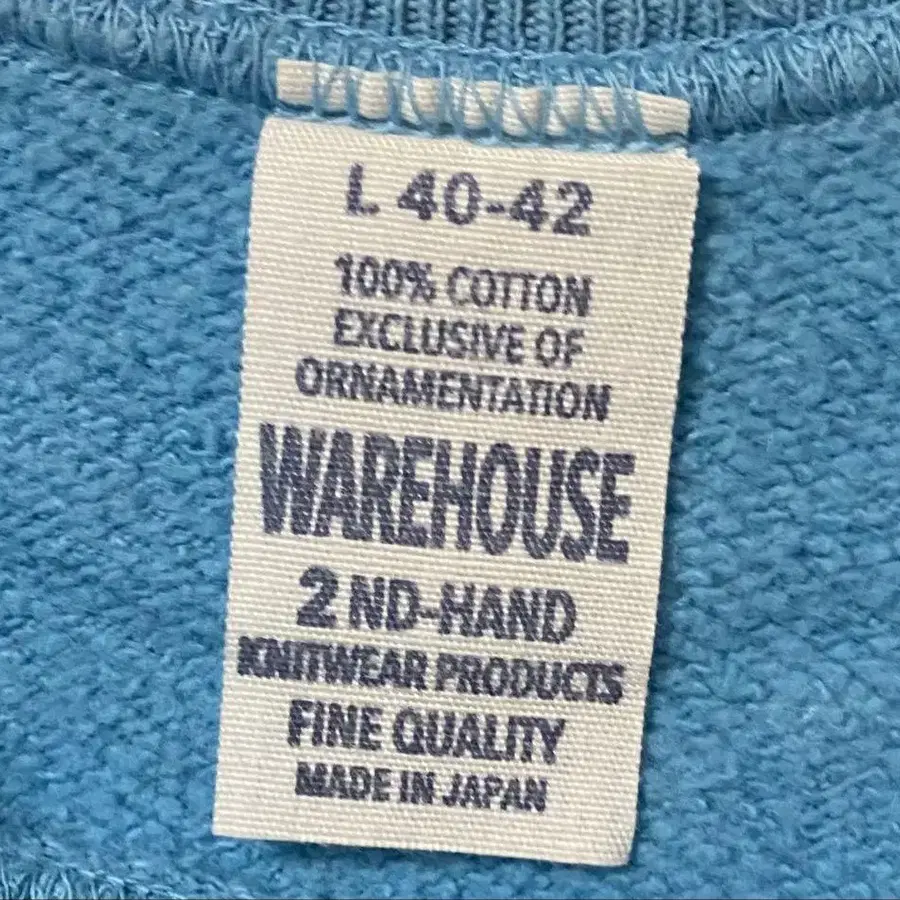 L 40-42
100% COTTON
EXCLUSIVE OF
ORNAMENTATION
WAREHOUSE
2 ND-HAND
KNITWEAR PRODUCTS
FINE QUALITY
MADE IN JAPAN